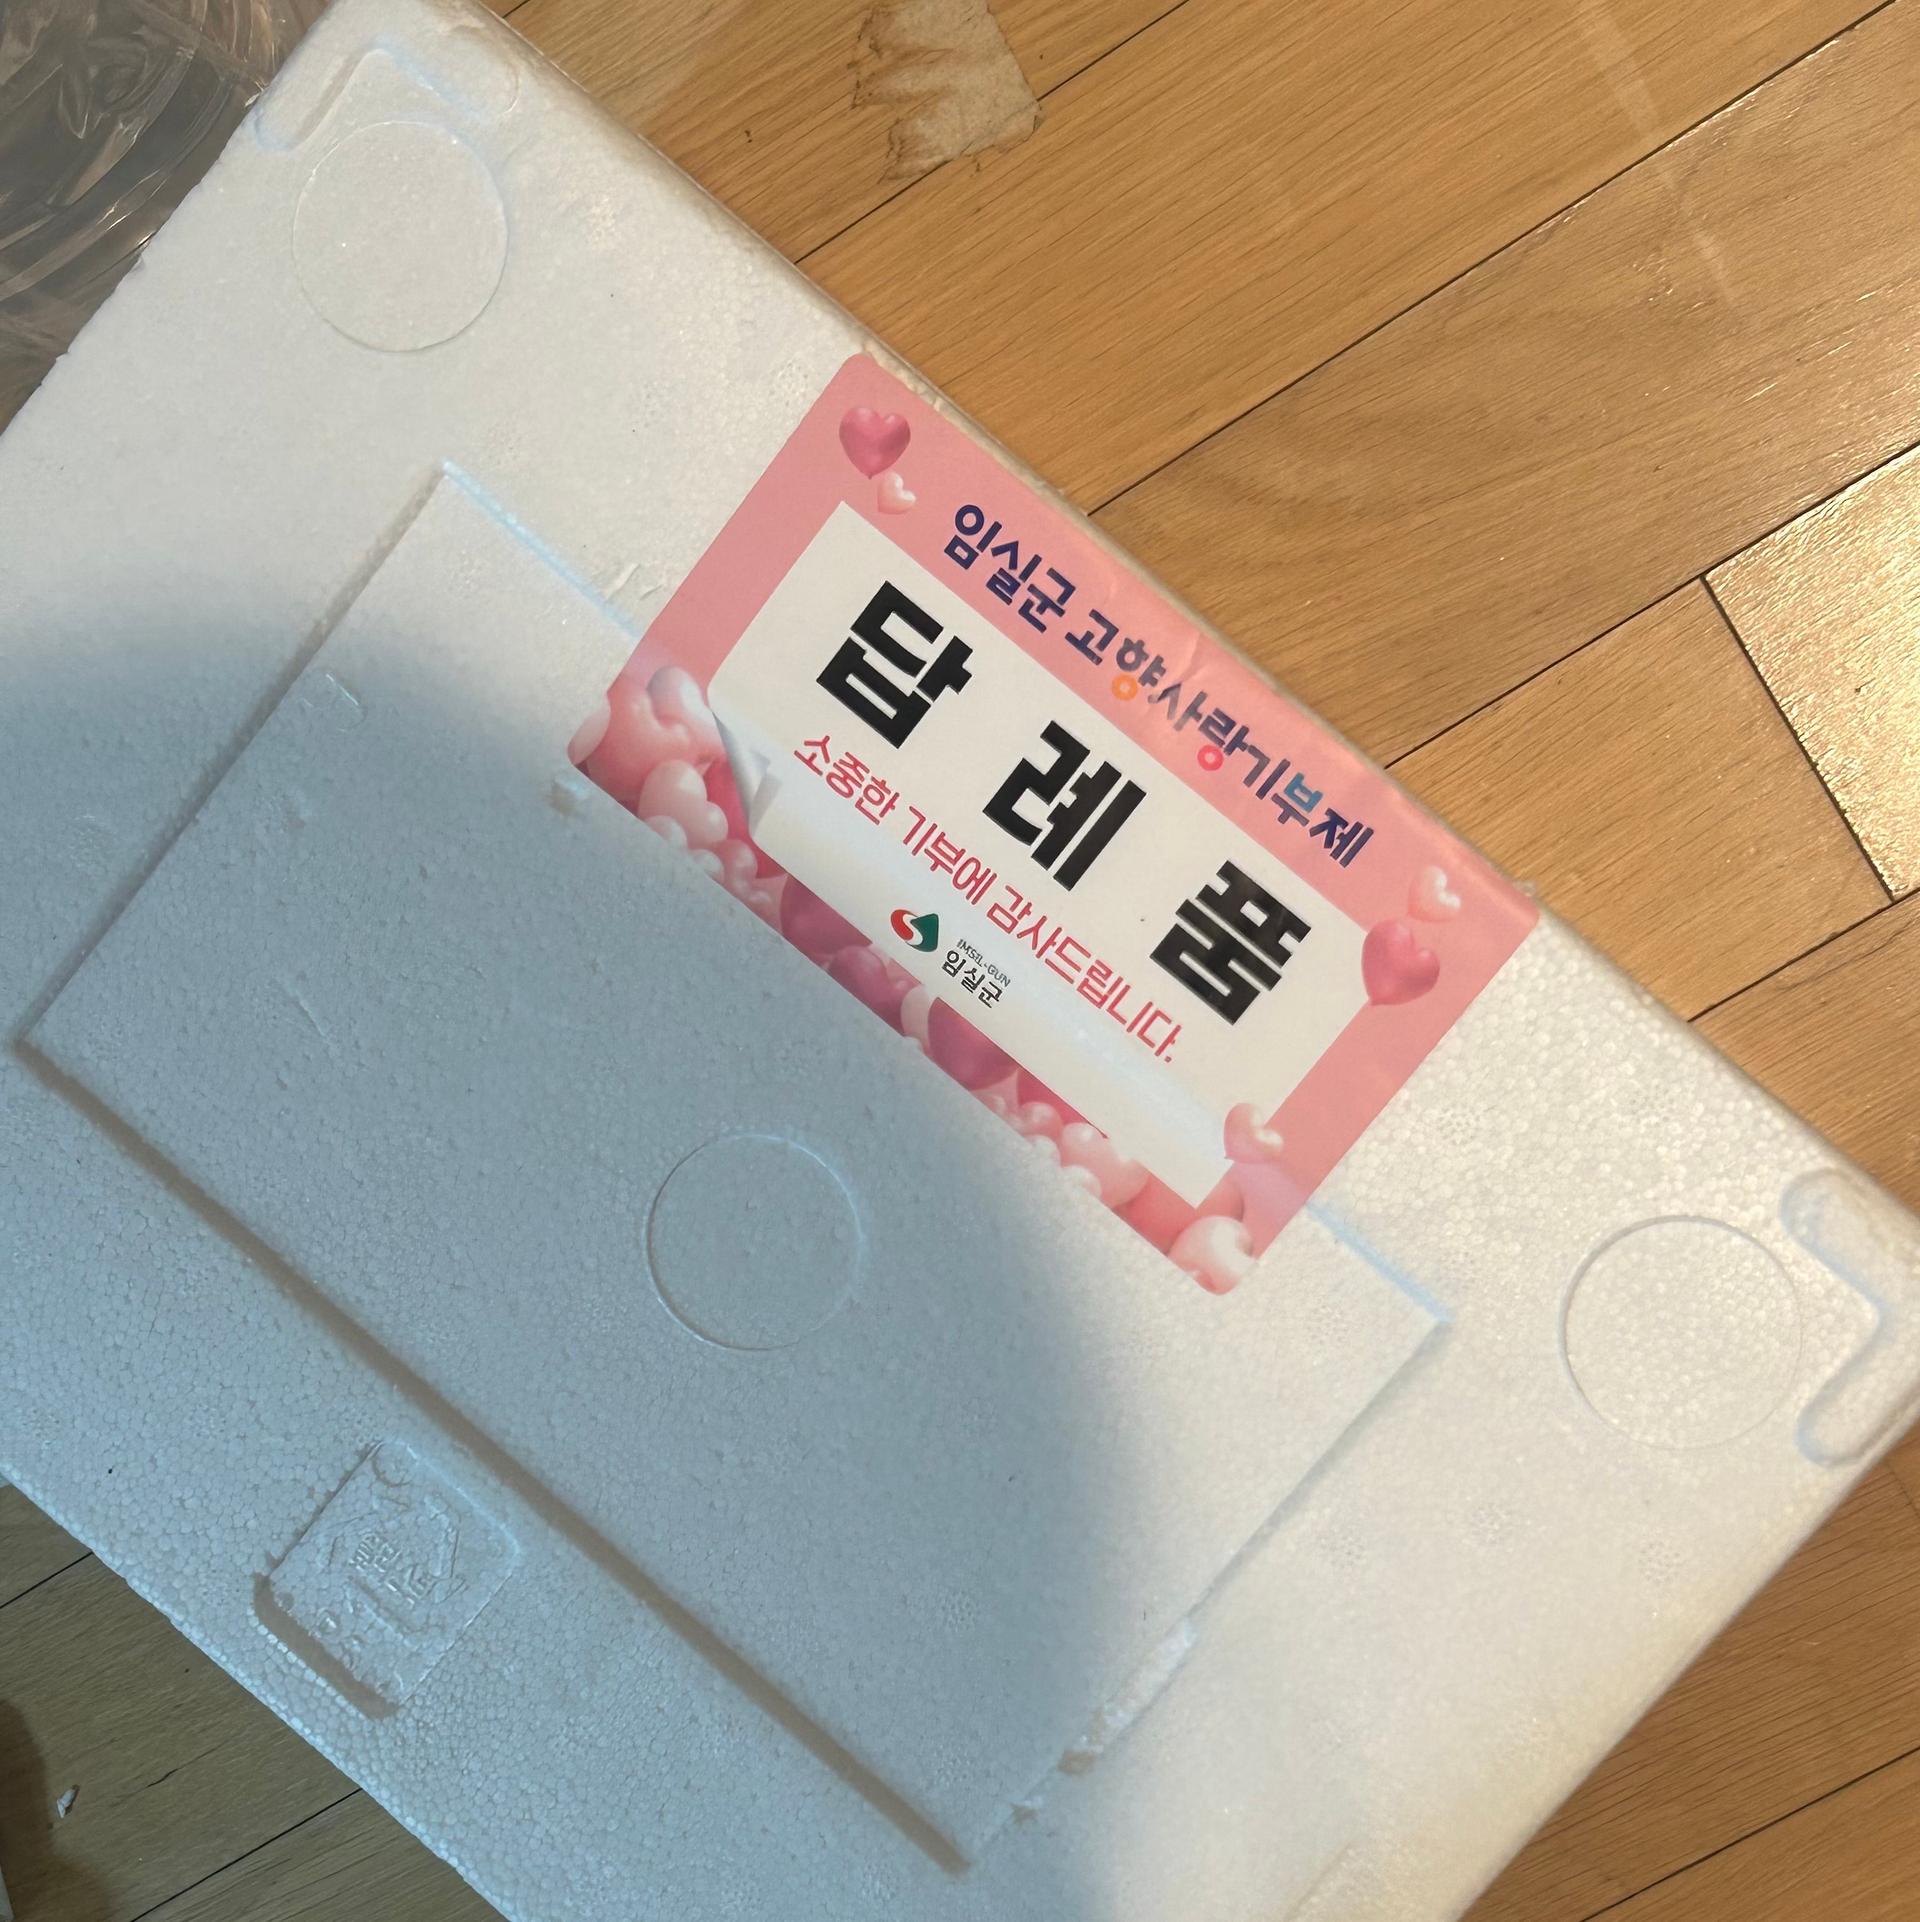 임실군 고향사랑기부제
답례품
소중한 기부에 감사드립니다.
IMSIL-GUN
임실군